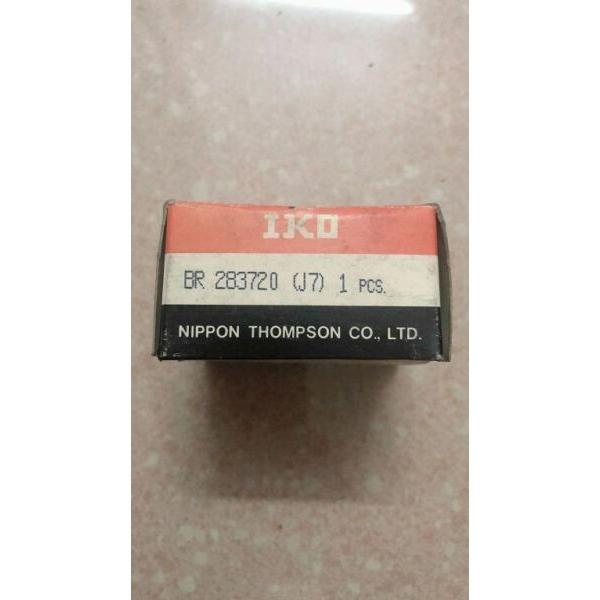 IKO
BR 283720 (J7) 1 PCS.
NIPPON THOMPSON CO., LTD.